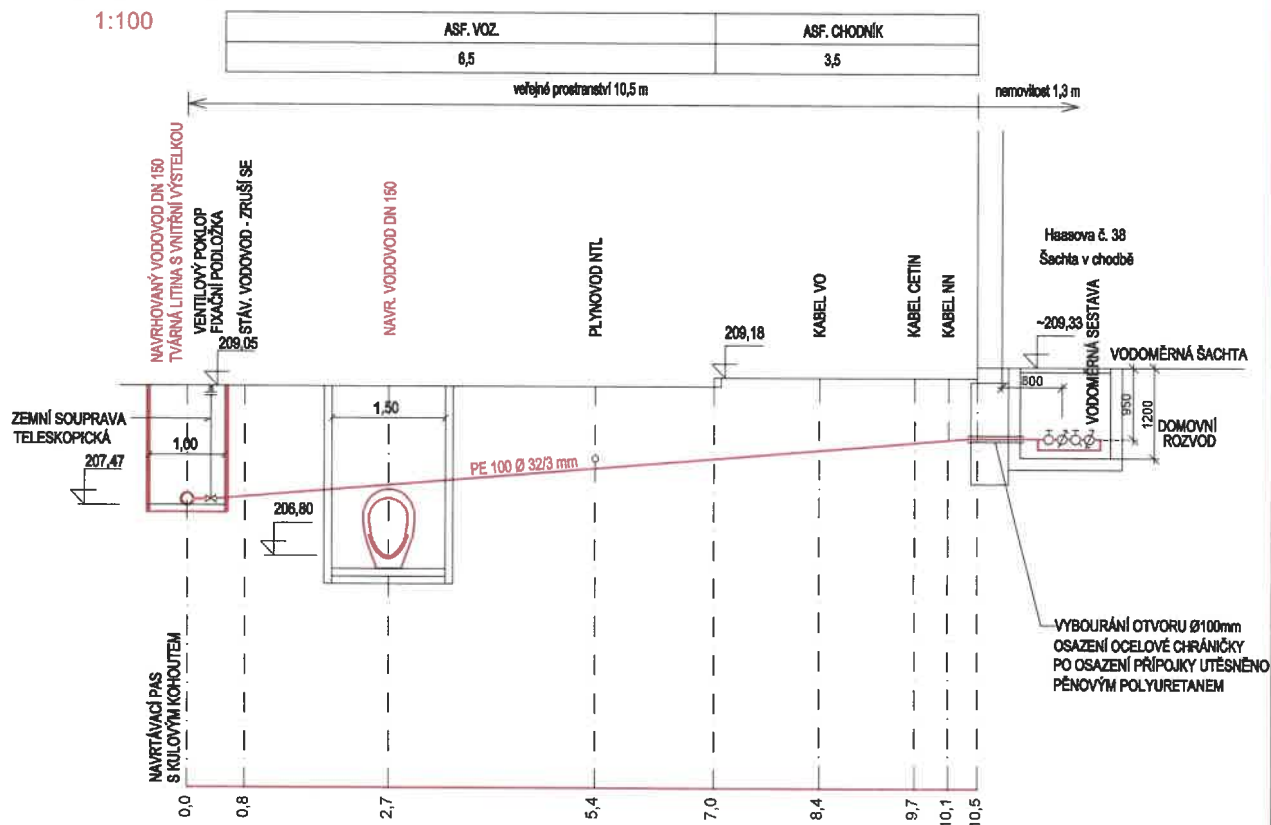 1:100
ASF. VOZ.
ASF. CHODNÍK
6,5
3,5
veřejné prostranství 10,5 m
nemovitost 1,3 m
NAVRHOVANÝ VODOVOD DN 150
TVÁRNÁ LITINA S VNITŘNÍ VÝSTELKOU
VENTILOVÝ POKLOP
FIXAČNÍ PODLOŽKA
STÁV. VODOVOD - ZRUŠÍ SE
NAVR. VODOVOD DN 150
PLYNOVOD NTL
KABEL VO
KABEL CETIN
KABEL NN
Haasova č. 38
Šachta v chodbě
VODOMĚRNÁ SESTAVA
209,05
209,18
~209,33
VODOMĚRNÁ ŠACHTA
800
950
1200
DOMOVNÍ
ROZVOD
ZEMNÍ SOUPRAVA
TELESKOPICKÁ
1,00
1,50
207,47
PE 100 Ø 32/3 mm
206,80
VYBOURÁNÍ OTVORU Ø100mm
OSAZENÍ OCELOVÉ CHRÁNIČKY
PO OSAZENÍ PŘÍPOJKY UTĚSNĚNO
PĚNOVÝM POLYURETANEM
NAVRTÁVACÍ PAS
S KULOVÝM KOHOUTEM
0,0
0,8
2,7
5,4
7,0
8,4
9,7
10,1
10,5